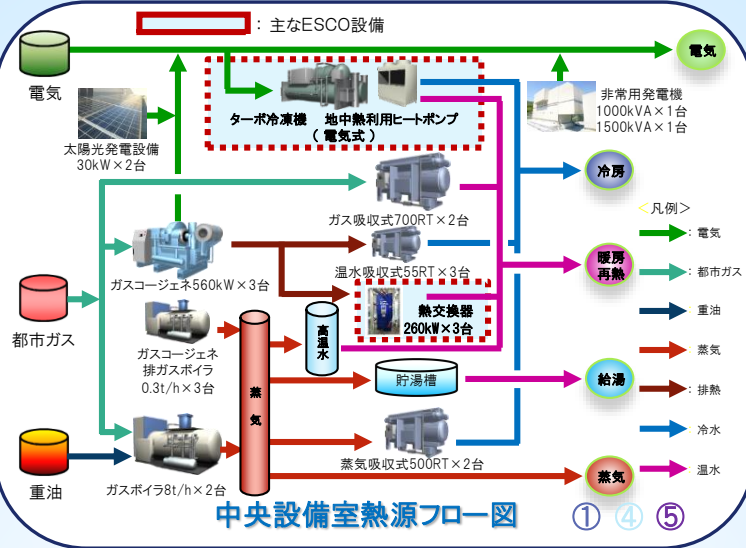 ：主なESCO設備
電気
電気
太陽光発電設備
30kW×2台
ターボ冷凍機　地中熱利用ヒートポンプ
（電気式）
非常用発電機
1000kVA×1台
1500kVA×1台
冷房
ガス吸収式700RT×2台
＜凡例＞
：電気
ガスコージェネ560kW×3台
温水吸収式55RT×3台
暖房
再熱
：都市ガス
都市ガス
熱交換器
260kW×3台
高温水
：重油
ガスコージェネ
排ガスボイラ
0.3t/h×3台
：蒸気
蒸気
貯湯槽
給湯
：排熱
：冷水
重油
ガスボイラ8t/h×2台
蒸気吸収式500RT×2台
蒸気
：温水
中央設備室熱源フロー図
① ④ ⑤